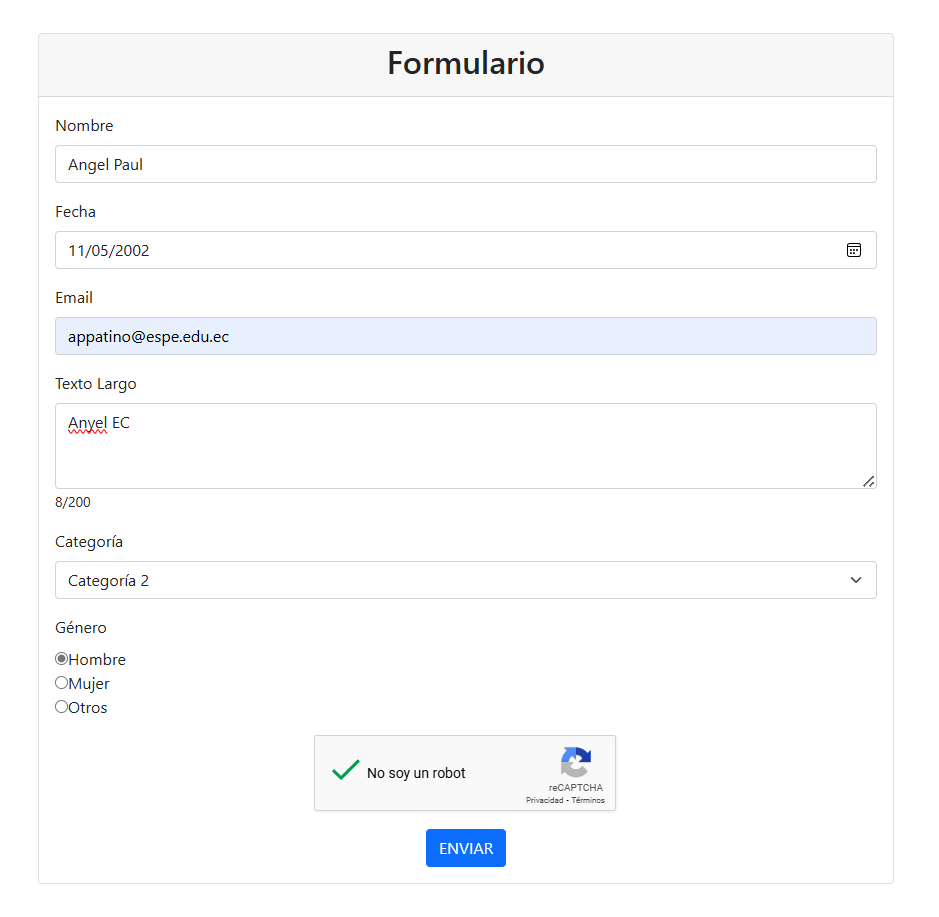 Formulario
Nombre
Angel Paul
Fecha
11/05/2002
Email
appatino@espe.edu.ec
Texto Largo
Anyel EC
8/200
Categoría
Categoría 2
Género
Hombre
Mujer
Otros
No soy un robot
reCAPTCHA
Privacidad - Términos
ENVIAR